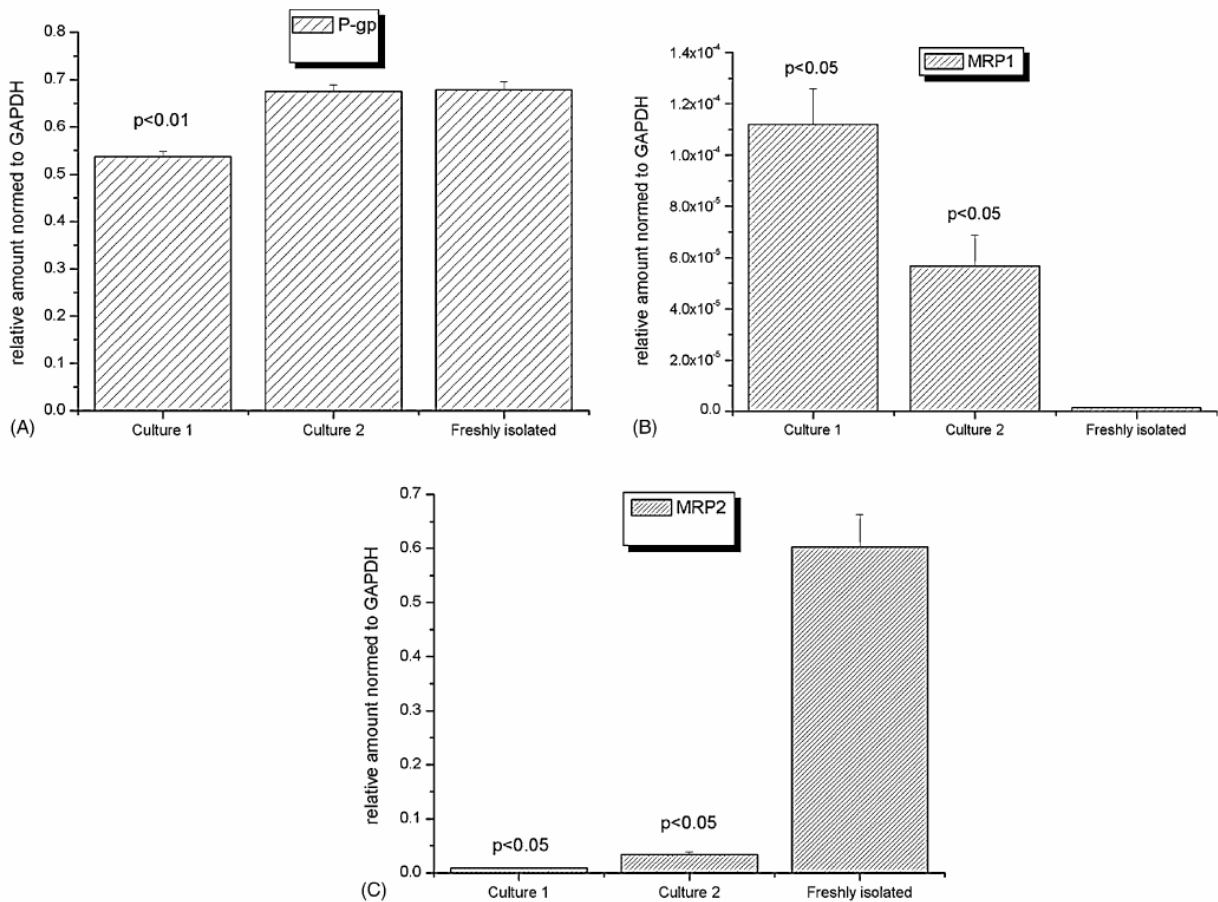 P-gp
relative amount normed to GAPDH
0.8
0.7
0.6
0.5
0.4
0.3
0.2
0.1
0.0
p<0.01
Culture 1
Culture 2
Freshly isolated
(A)
MRP1
relative amount normed to GAPDH
1.4x10-4
1.2x10-4
1.0x10-4
8.0x10-5
6.0x10-5
4.0x10-5
2.0x10-5
0.0
p<0.05
p<0.05
Culture 1
Culture 2
Freshly isolated
(B)
MRP2
relative amount normed to GAPDH
0.7
0.6
0.5
0.4
0.3
0.2
0.1
0.0
p<0.05
p<0.05
Culture 1
Culture 2
Freshly isolated
(C)